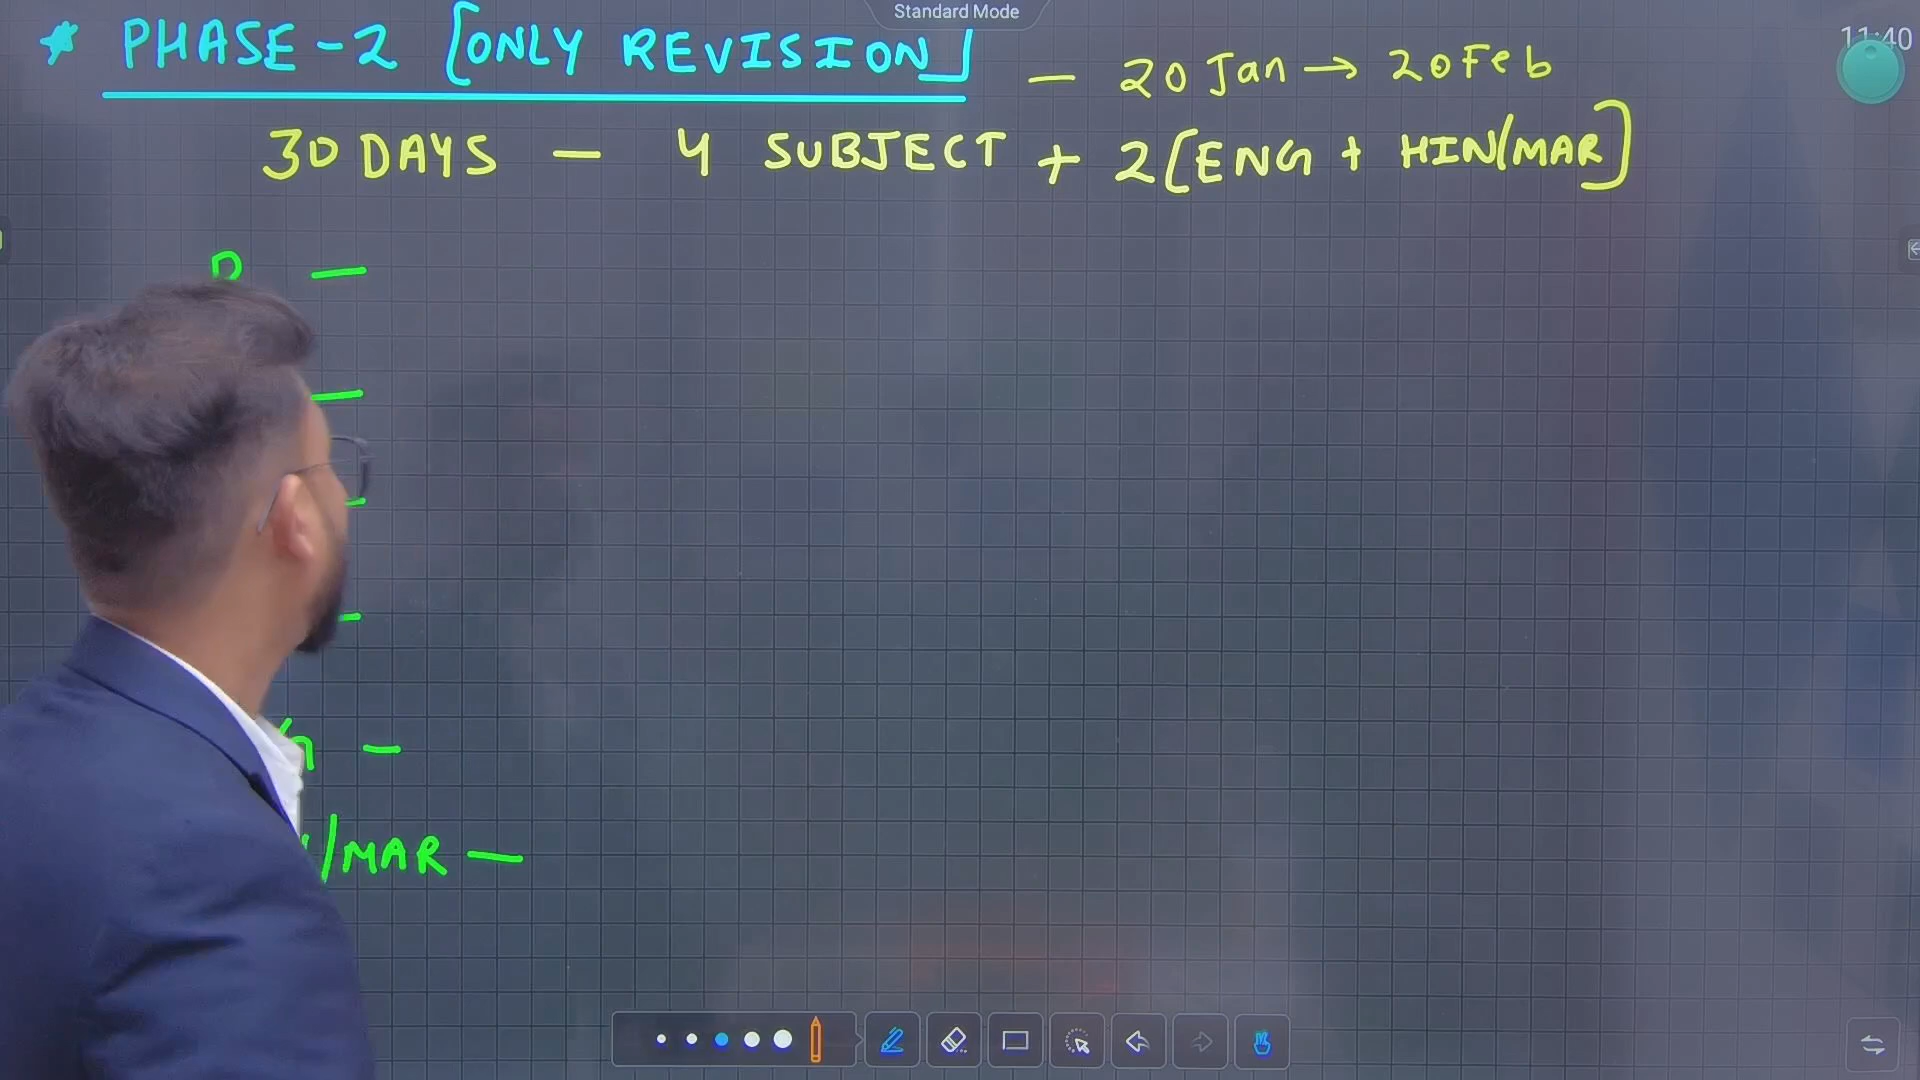 Standard Mode
11:40
* PHASE-2 [ONLY REVISION] — 20 Jan → 20 Feb
30 DAYS — 4 SUBJECT + 2 [ENG + HIN/MAR]
—
—
—
—
—
/MAR —